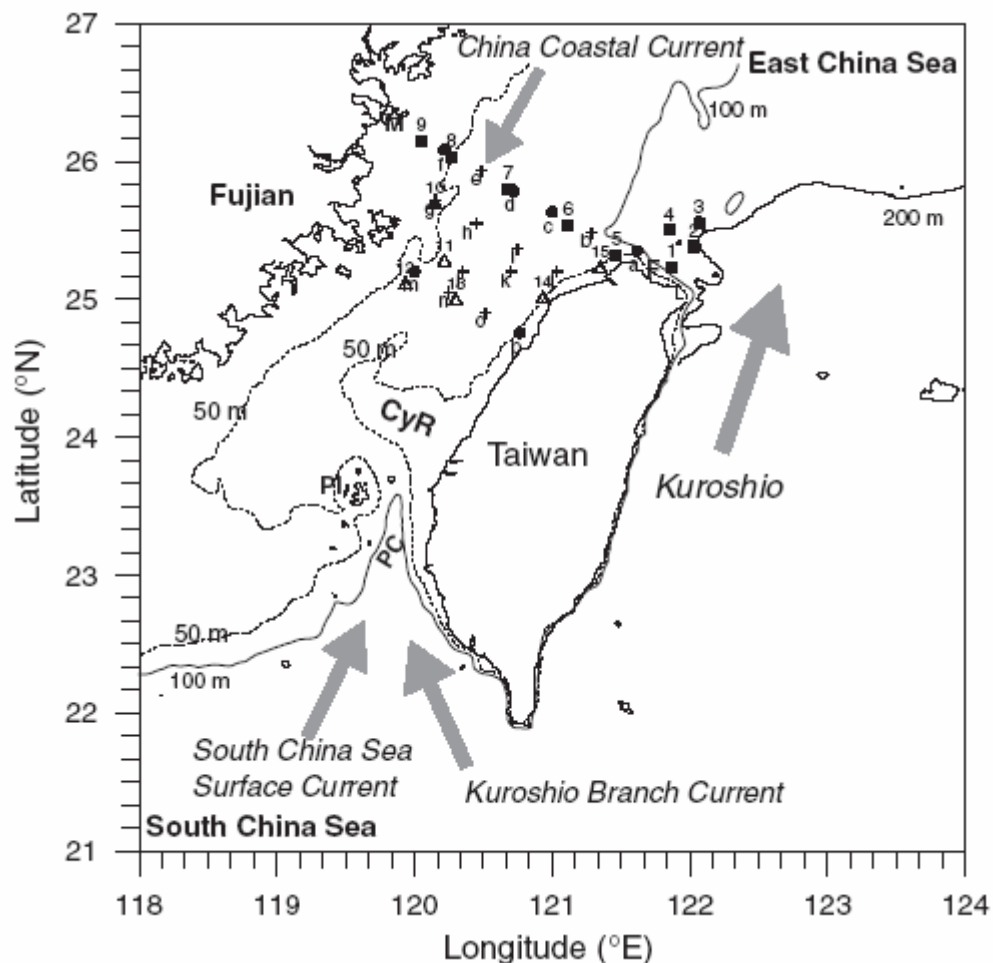 27
26
25
24
23
22
21
118
119
120
121
122
123
124
Latitude (°N)
Longitude (°E)
China Coastal Current
East China Sea
100 m
M
9
8
f
e
7
d
6
c
b
5
4
3
2
1
E
a
15
10
g
h
11
j
12
m
13
n
k
14
o
p
Fujian
200 m
50 m
50 m
CyR
Taiwan
Kuroshio
PI
PC
50 m
100 m
South China Sea
Surface Current
Kuroshio Branch Current
South China Sea